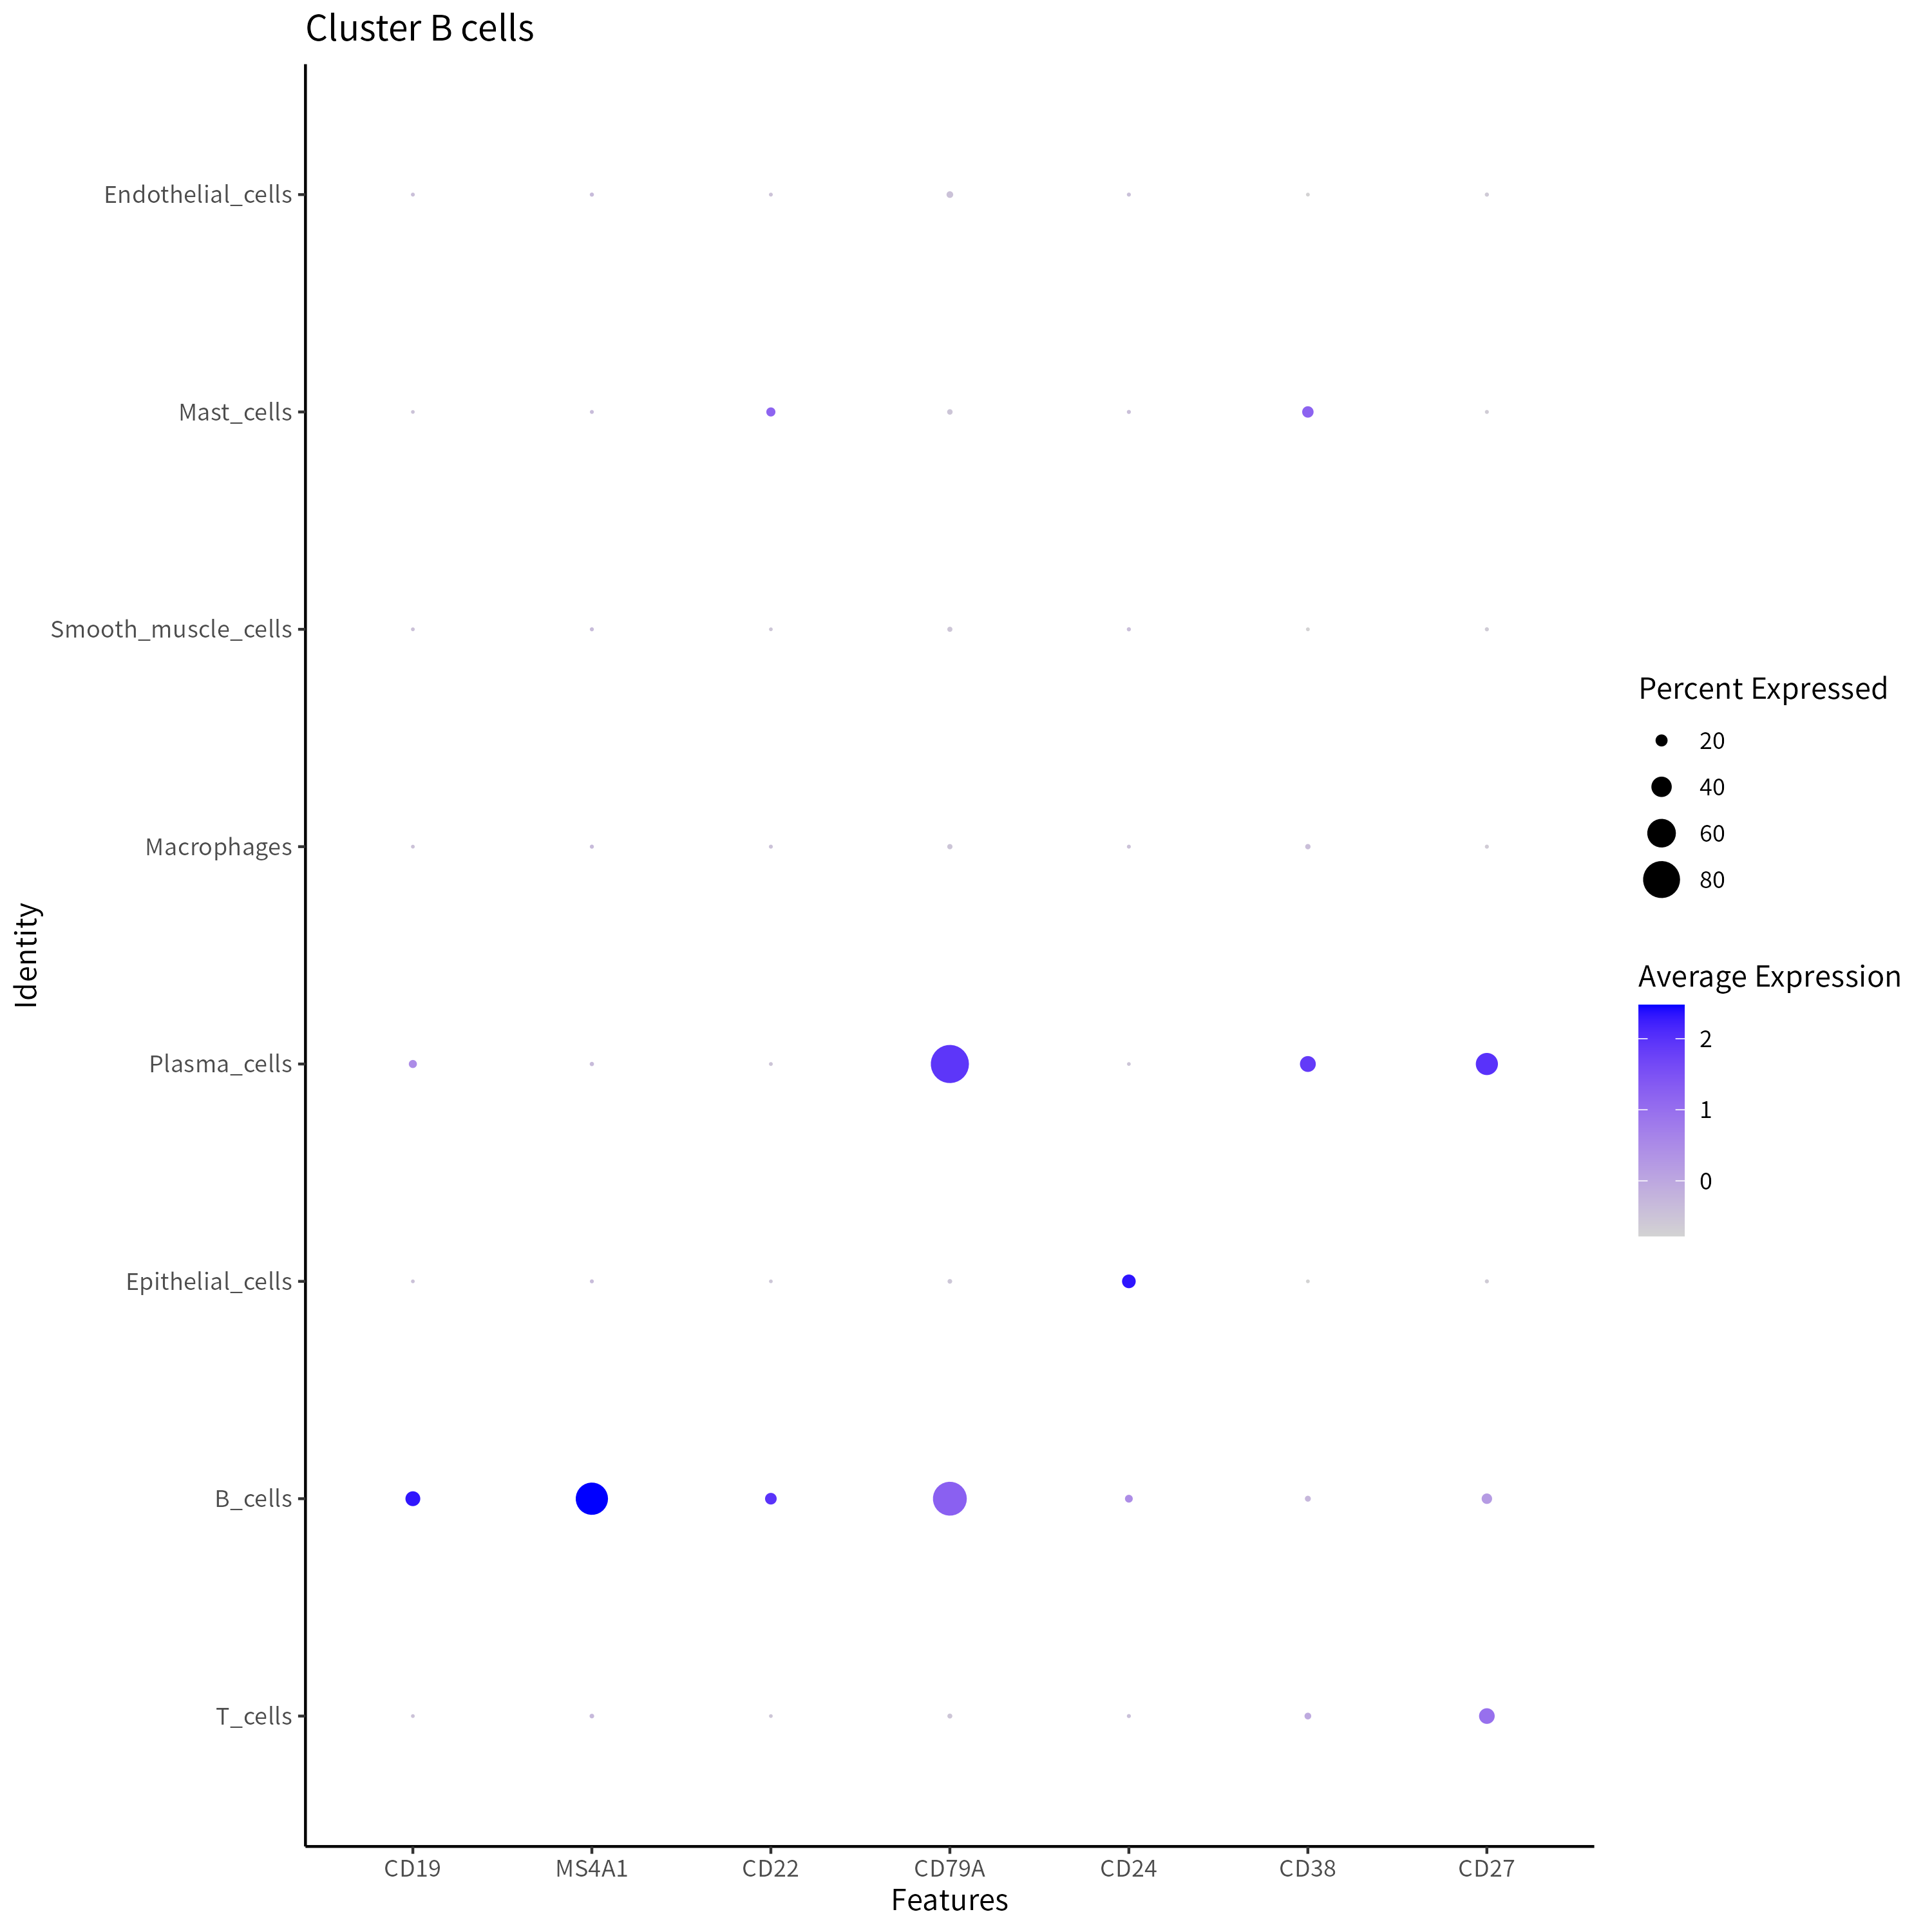 Cluster B cells
Endothelial_cells
Mast_cells
Smooth_muscle_cells
Macrophages
Plasma_cells
Epithelial_cells
B_cells
T_cells
Identity
CD19 MS4A1 CD22 CD79A CD24 CD38 CD27
Features
Percent Expressed
20
40
60
80
Average Expression
2
1
0